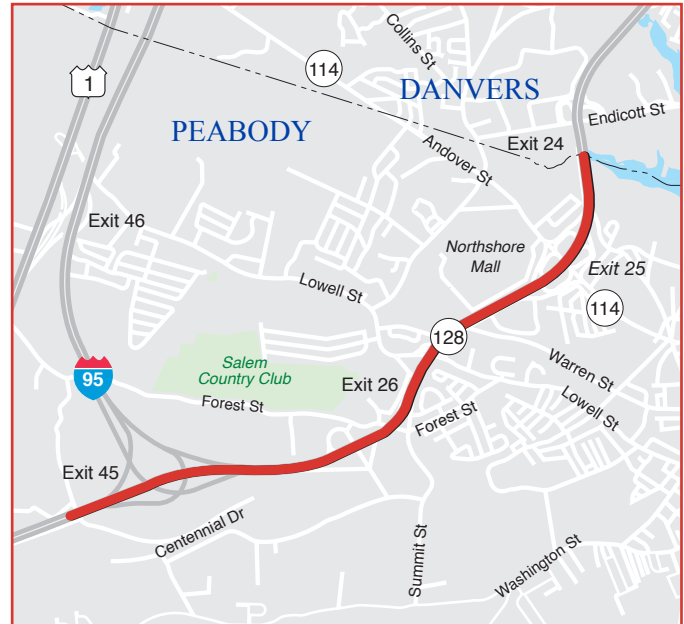 Collins St
114
1
DANVERS
PEABODY
Endicott St
Exit 24
Andover St
Exit 46
Northshore
Mall
Exit 25
Lowell St
114
128
Warren St
Salem
Country Club
95
Exit 26
Lowell St
Forest St
Forest St
Exit 45
Centennial Dr
Summit St
Washington St